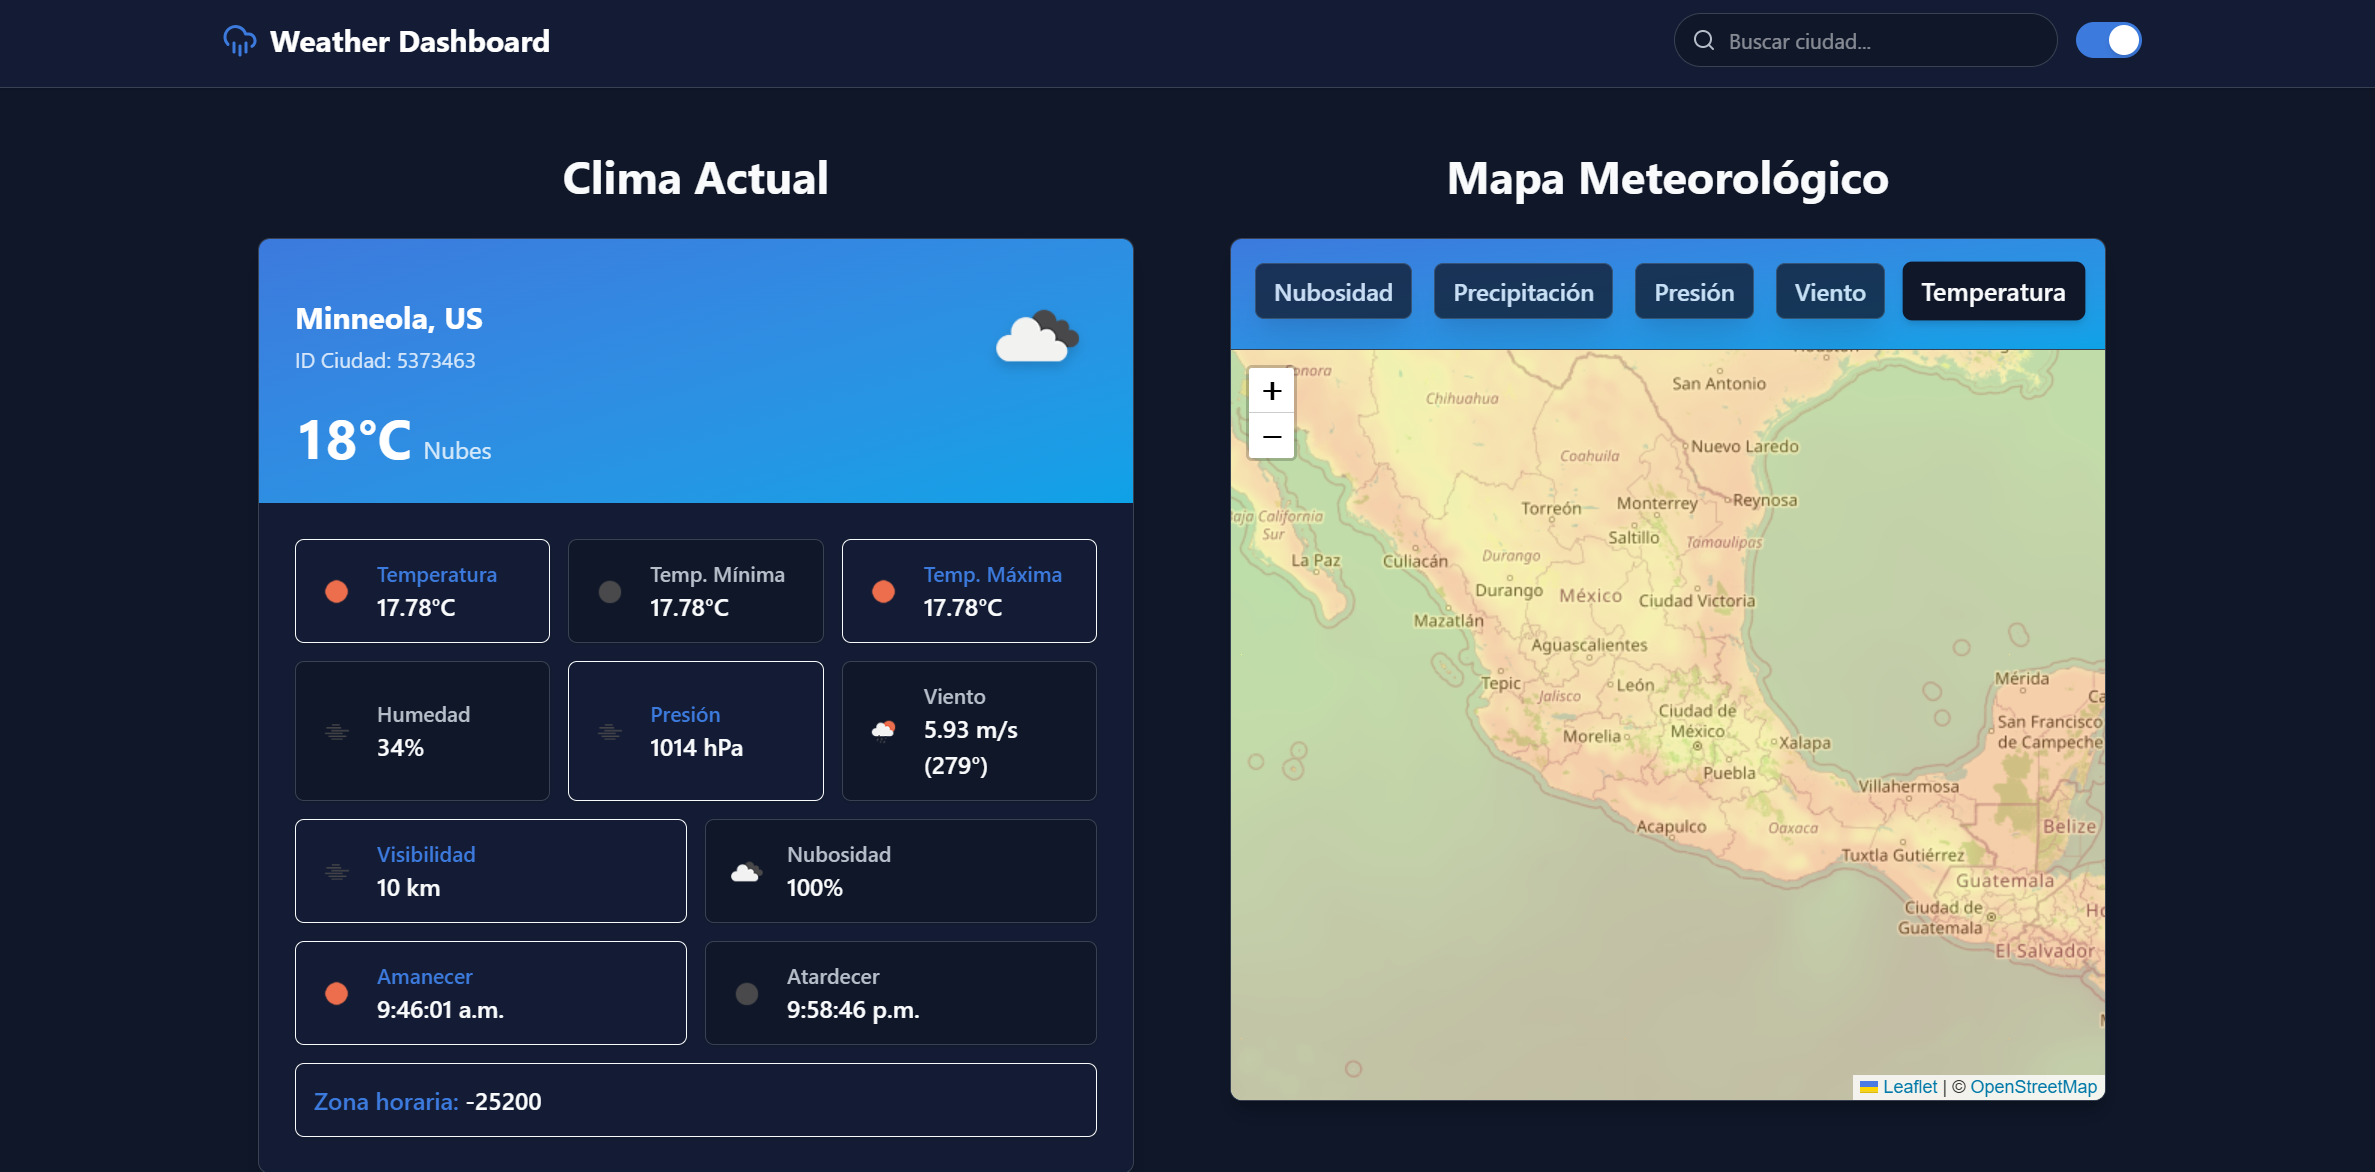 Weather Dashboard
Buscar ciudad...
Clima Actual
Minneola, US
ID Ciudad: 5373463
18°C Nubes
Temperatura
17.78°C
Temp. Mínima
17.78°C
Temp. Máxima
17.78°C
Humedad
34%
Presión
1014 hPa
Viento
5.93 m/s
(279°)
Visibilidad
10 km
Nubosidad
100%
Amanecer
9:46:01 a.m.
Atardecer
9:58:46 p.m.
Zona horaria: -25200
Mapa Meteorológico
Nubosidad
Precipitación
Presión
Viento
Temperatura
+
−
onora
Chihuahua
San Antonio
Nuevo Laredo
Coahuila
Torreón
Monterrey
Reynosa
aja California
Sur
Saltillo
Tamaulipas
La Paz
Culiacán
Durango
Durango
México
Ciudad Victoria
Mazatlán
Aguascalientes
Tepic
Jalisco
León
Mérida
Ca
Ciudad de
México
San Francisco
de Campeche
Morelia
Xalapa
Puebla
Villahermosa
Acapulco
Oaxaca
Belize
Tuxtla Gutiérrez
Guatemala
Ciudad de
Guatemala
Ho
El Salvador
Leaflet | © OpenStreetMap